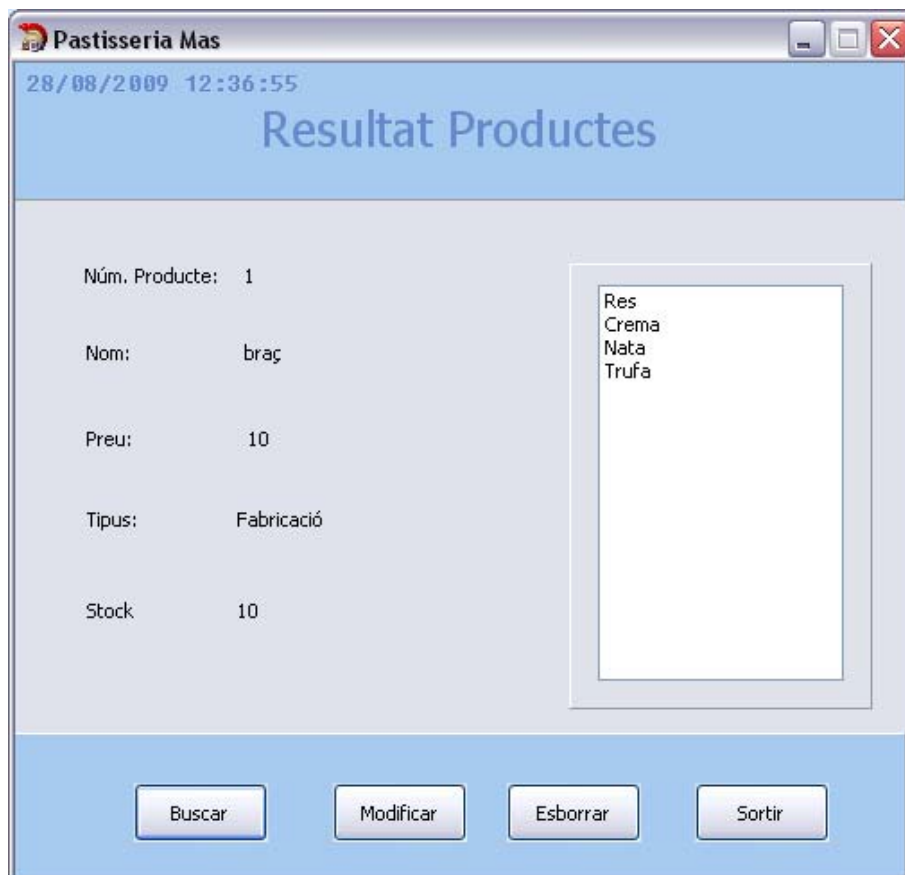 Pastisseria Mas
28/08/2009 12:36:55
Resultat Productes
Núm. Producte: 1
Nom: braç
Preu: 10
Tipus: Fabricació
Stock 10
Res
Crema
Nata
Trufa
Buscar
Modificar
Esborrar
Sortir